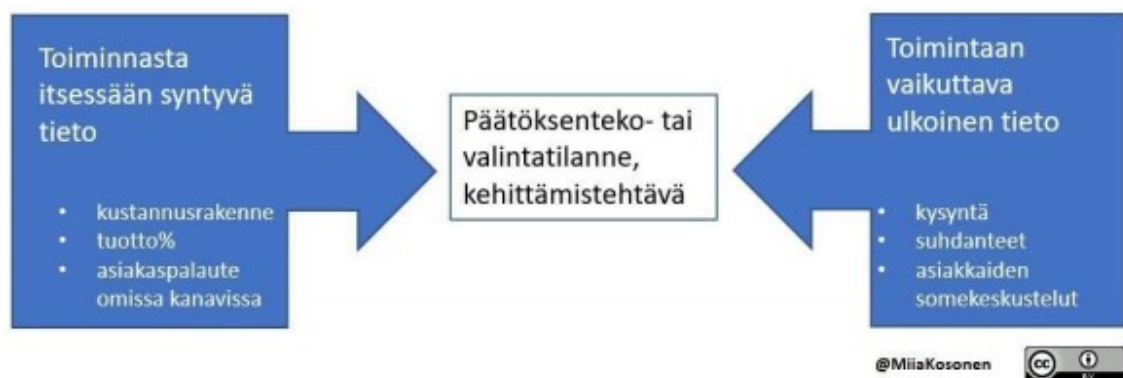 Toiminnasta
itsessään syntyvä
tieto
• kustannusrakenne
• tuotto%
• asiakaspalaute
omissa kanavissa
Päätöksenteko- tai
valintatilanne,
kehittämistehtävä
Toimintaan
vaikuttava
ulkoinen tieto
• kysyntä
• suhdanteet
• asiakkaiden
somekeskustelut
@MiiaKosonen
cc